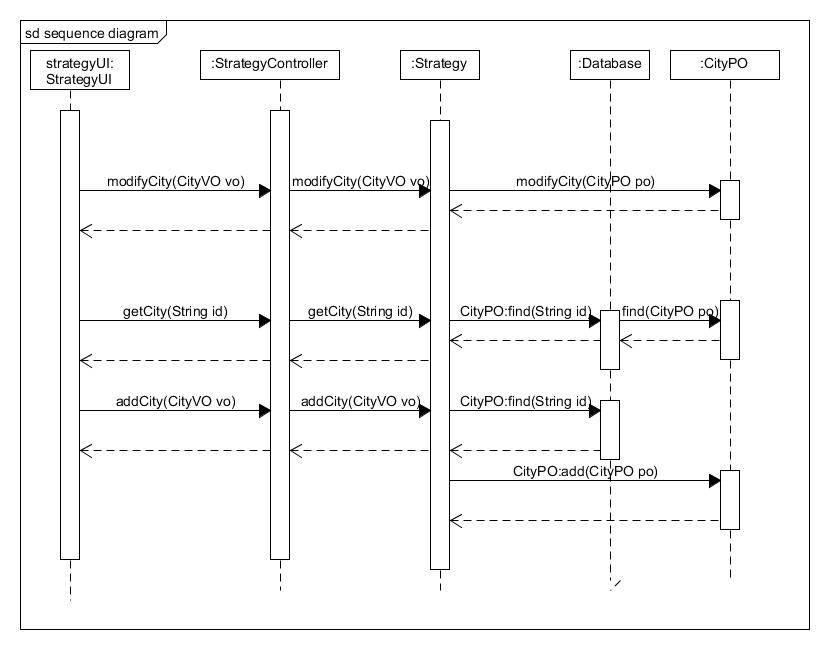 sd sequence diagram
strategyUI:
StrategyUI
:StrategyController
:Strategy
:Database
:CityPO
modifyCity(CityVO vo)
modifyCity(CityVO vo)
modifyCity(CityPO po)
getCity(String id)
getCity(String id)
CityPO:find(String id)
find(CityPO po)
addCity(CityVO vo)
addCity(CityVO vo)
CityPO:find(String id)
CityPO:add(CityPO po)